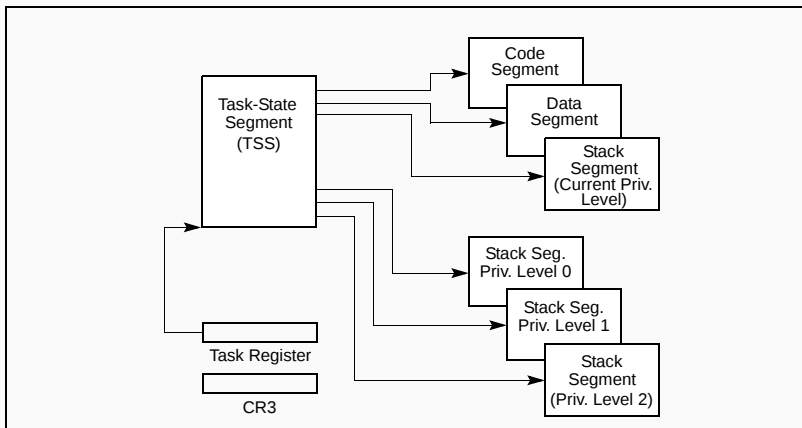 Task-State
Segment
(TSS)
Code
Segment
Data
Segment
Stack
Segment
(Current Priv.
Level)
Stack Seg.
Priv. Level 0
Stack Seg.
Priv. Level 1
Stack
Segment
(Priv. Level 2)
Task Register
CR3